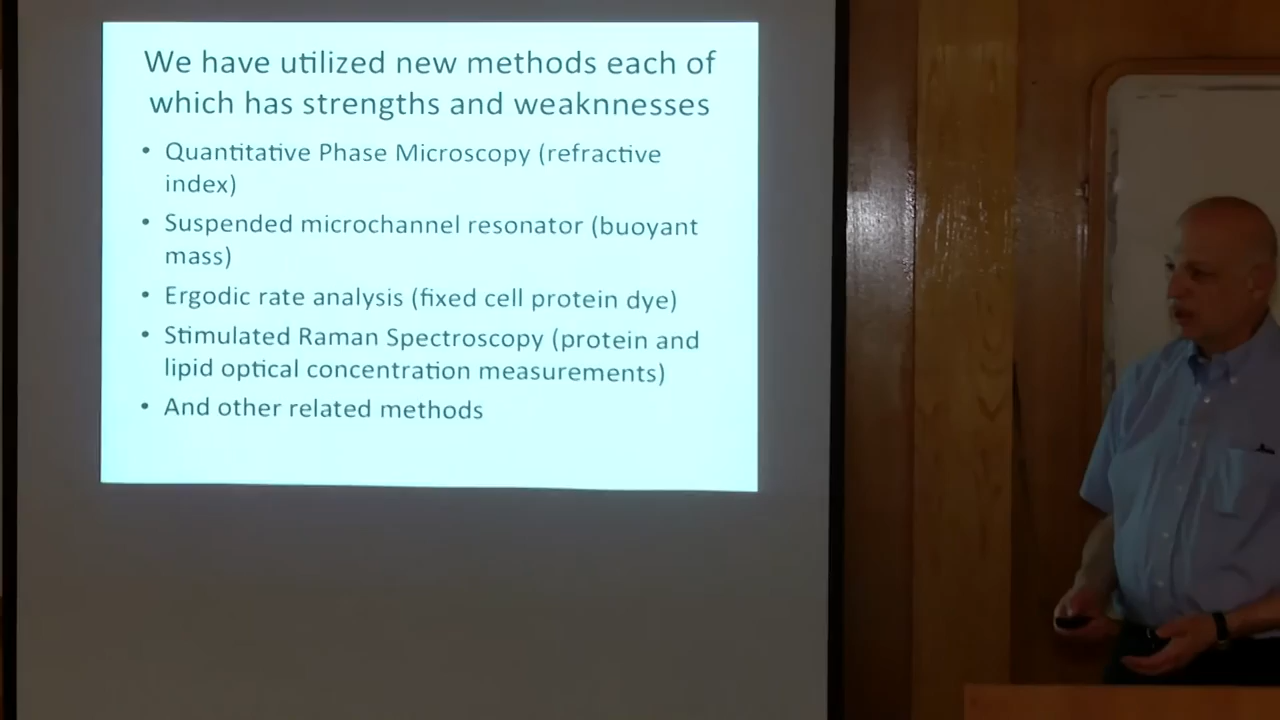 We have utilized new methods each of
which has strengths and weaknnesses
• Quantitative Phase Microscopy (refractive
index)
• Suspended microchannel resonator (buoyant
mass)
• Ergodic rate analysis (fixed cell protein dye)
• Stimulated Raman Spectroscopy (protein and
lipid optical concentration measurements)
• And other related methods